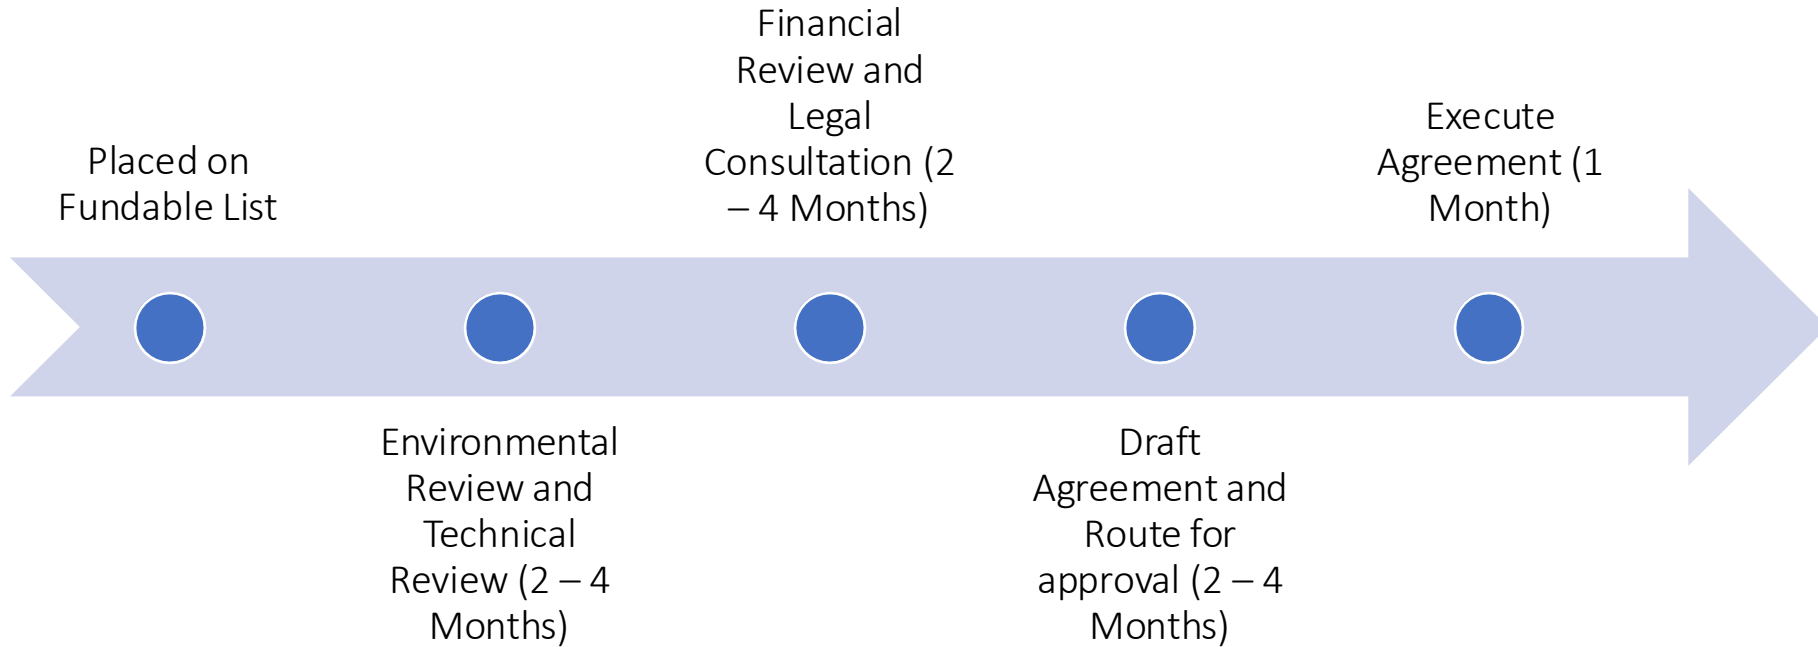 Placed on
Fundable List
Environmental
Review and
Technical
Review (2 – 4
Months)
Financial
Review and
Legal
Consultation (2
– 4 Months)
Draft
Agreement and
Route for
approval (2 – 4
Months)
Execute
Agreement (1
Month)